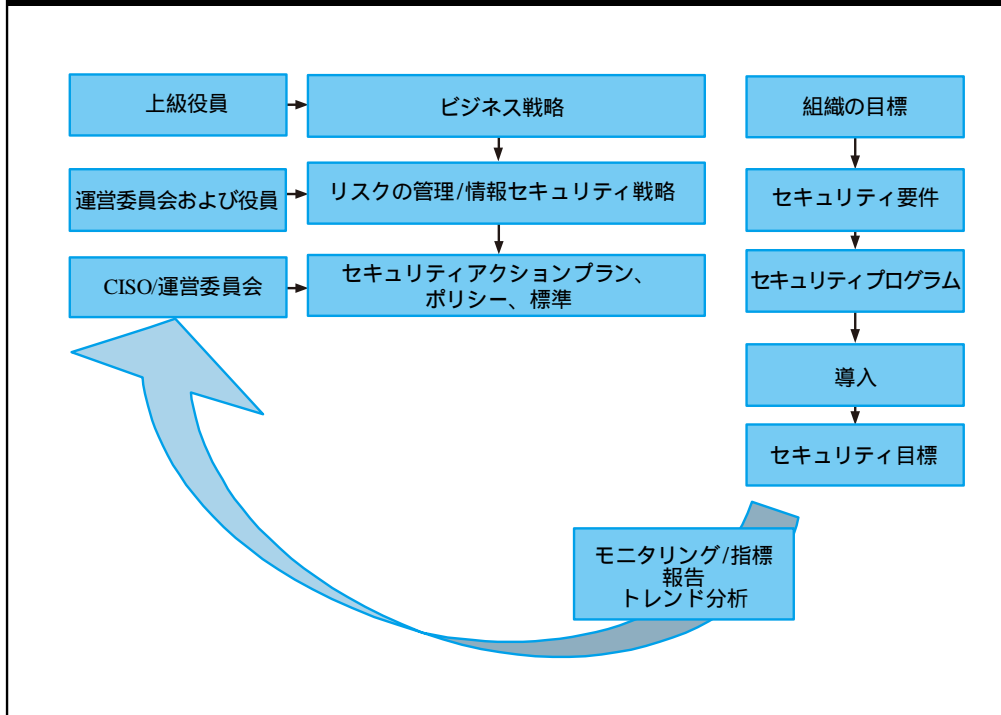 上級役員
ビジネス戦略
組織の目標
運営委員会および役員
リスクの管理/情報セキュリティ戦略
セキュリティ要件
CISO/運営委員会
セキュリティアクションプラン、
ポリシー、標準
セキュリティプログラム
導入
セキュリティ目標
モニタリング/指標
報告
トレンド分析